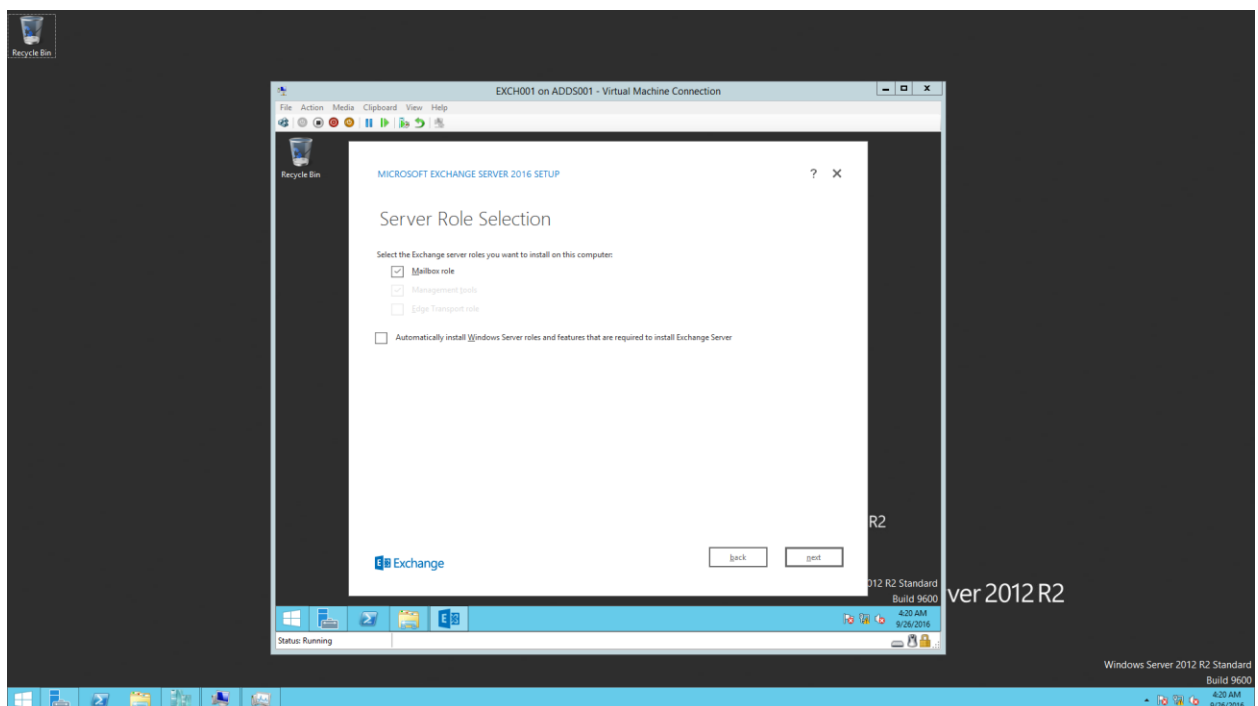 Recycle Bin
EXCH001 on ADDS001 - Virtual Machine Connection
File Action Media Clipboard View Help
Recycle Bin
MICROSOFT EXCHANGE SERVER 2016 SETUP
? X
Server Role Selection
Select the Exchange server roles you want to install on this computer:
Mailbox role
Management tools
Edge Transport role
Automatically install Windows Server roles and features that are required to install Exchange Server
R2
back next
E Exchange
012 R2 Standard
Build 9600
ver 2012 R2
4:20 AM
9/26/2016
E
Status: Running
Windows Server 2012 R2 Standard
Build 9600
4:20 AM
9/26/2016